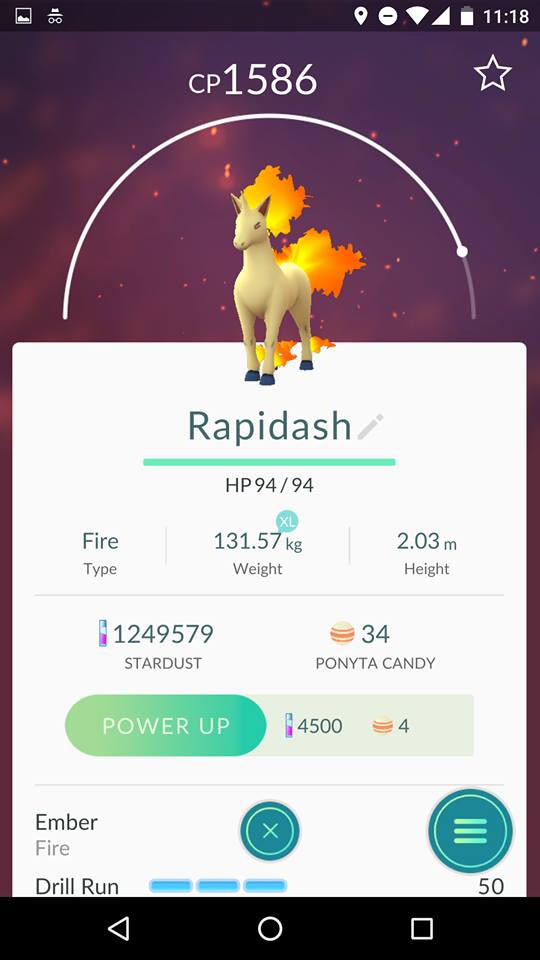 11:18
CP1586
Rapidash
HP 94 / 94
XL
Fire 131.57 kg 2.03 m
Type Weight Height
1249579 34
STARDUST PONYTA CANDY
POWER UP 4500 4
Ember
Fire
Drill Run 50